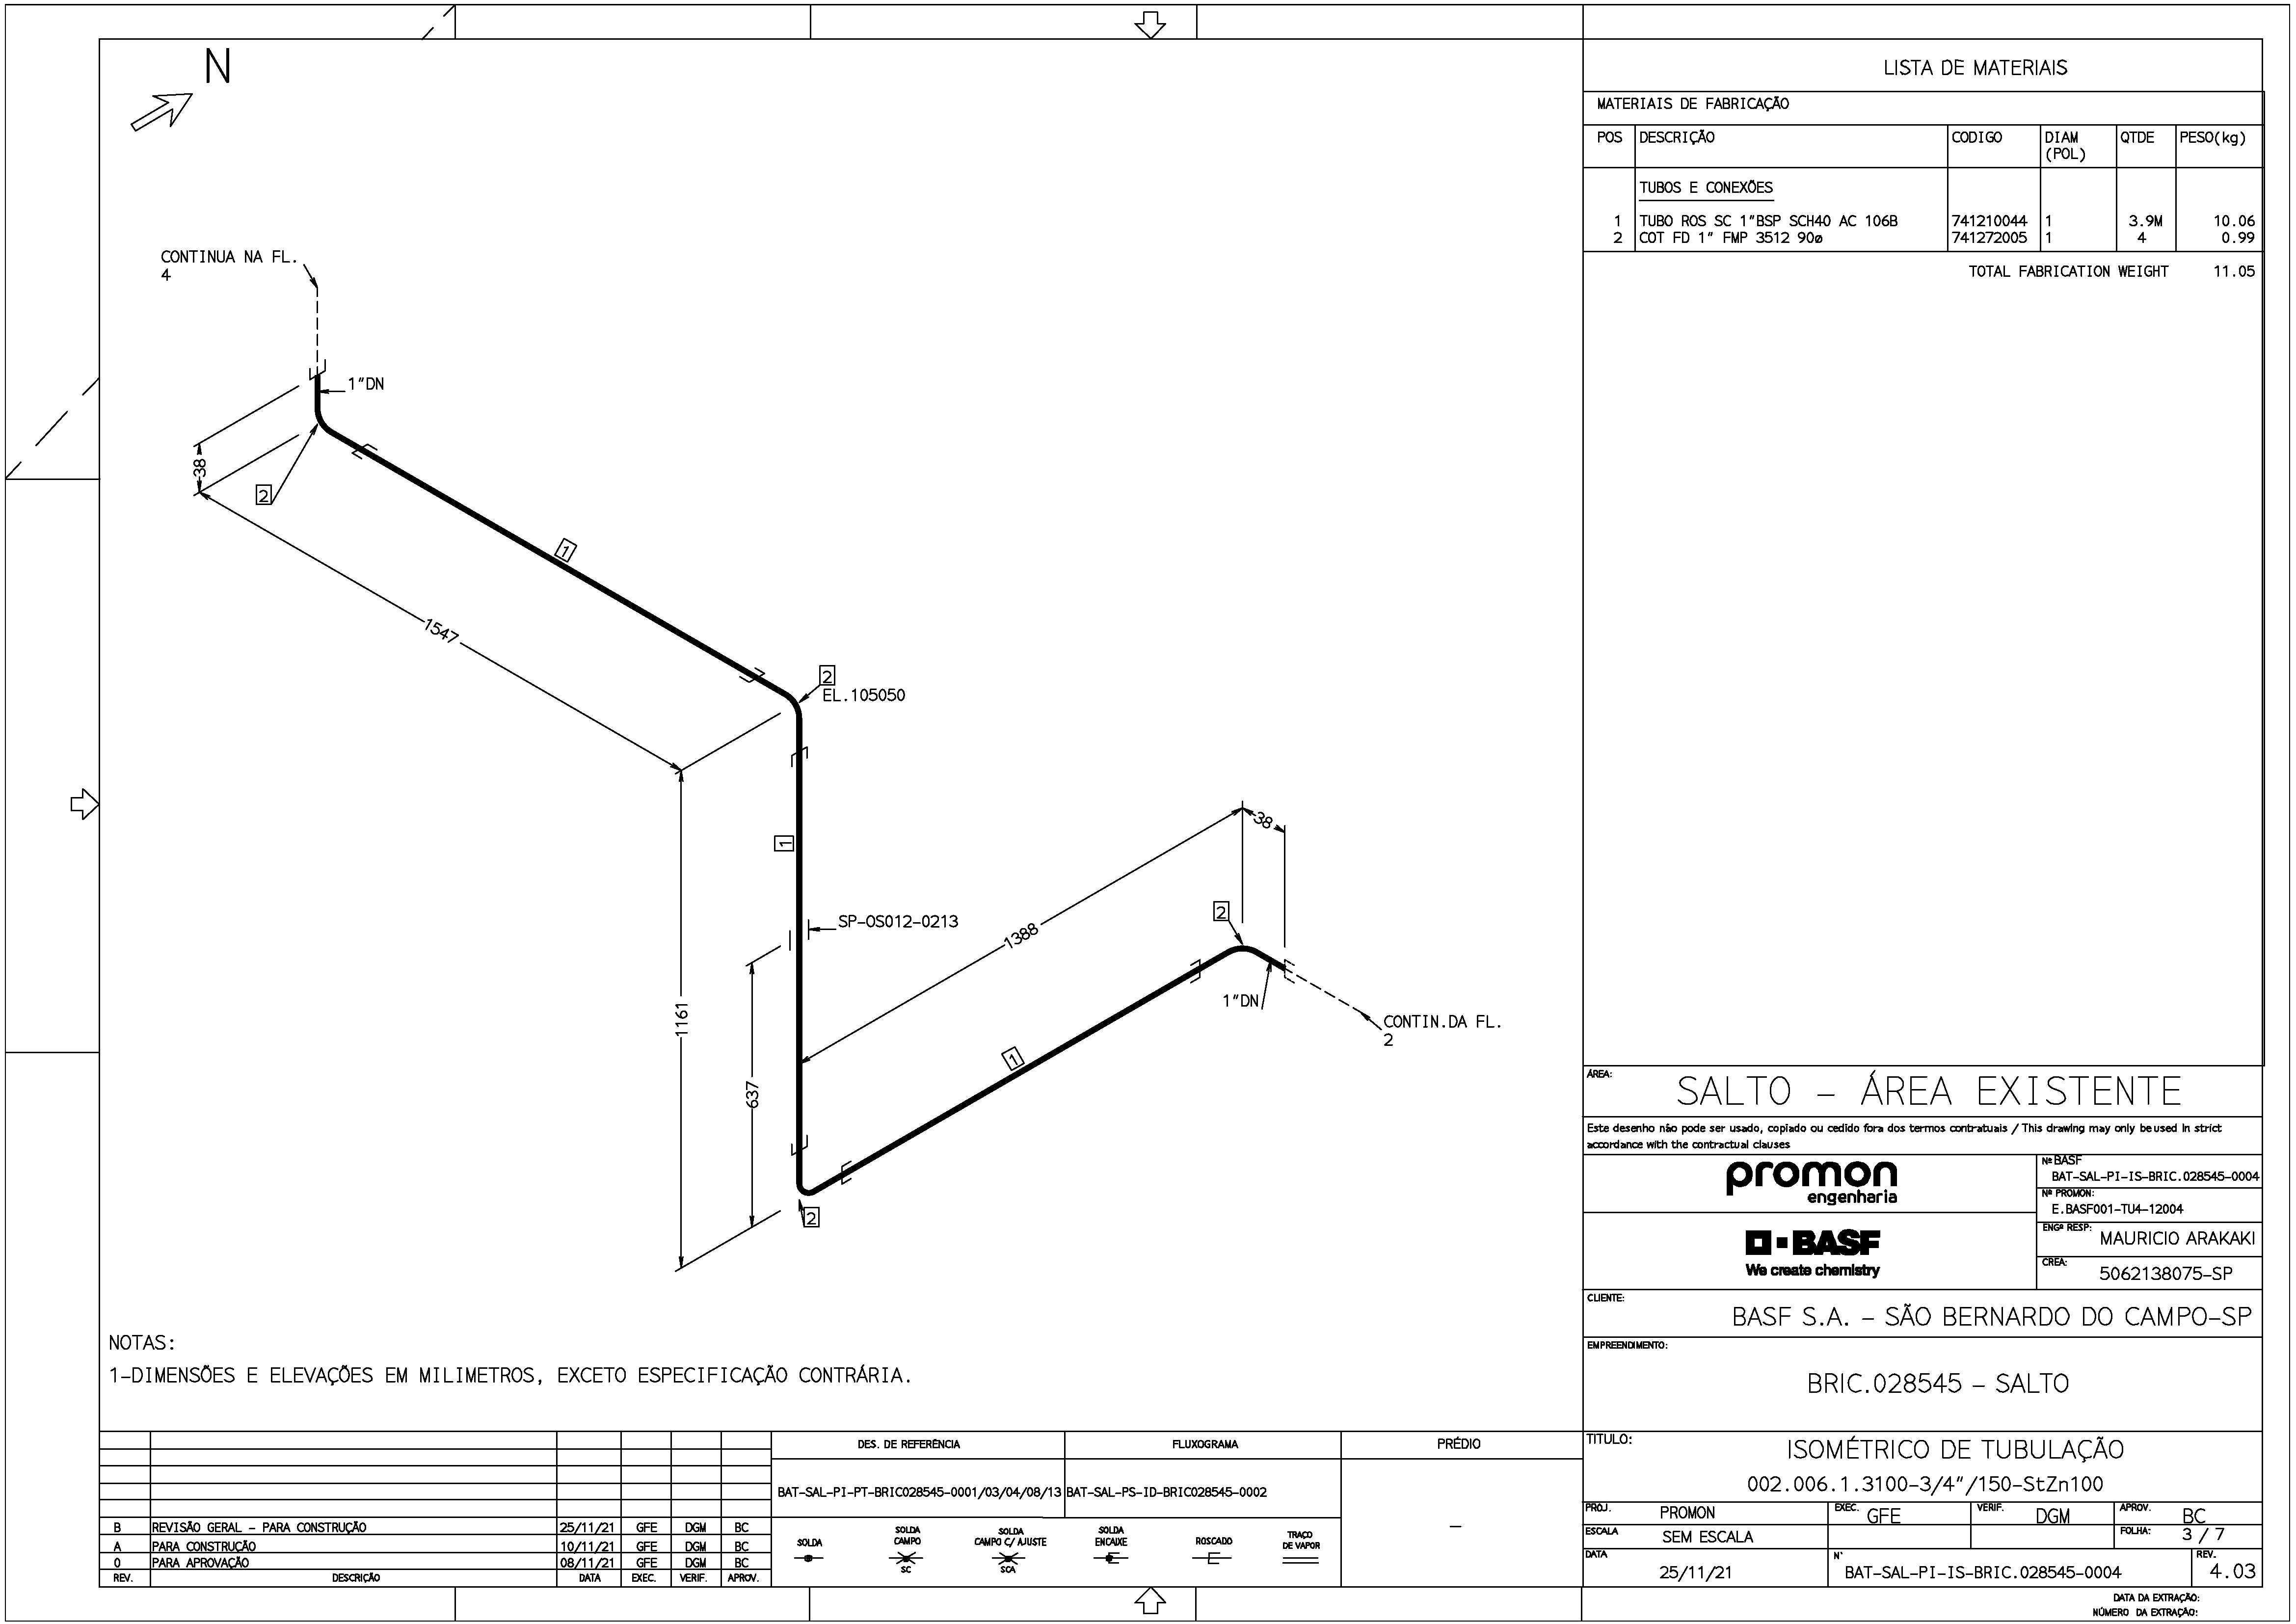 N
CONTINUA NA FL.
4
1"DN
38
2
1
1547
2
EL.105050
1
SP-OS012-0213
1161
637
1388
38
2
1"DN
1
CONTIN.DA FL.
2
2
NOTAS:
1-DIMENSÕES E ELEVAÇÕES EM MILIMETROS, EXCETO ESPECIFICAÇÃO CONTRÁRIA.
LISTA DE MATERIAIS
MATERIAIS DE FABRICAÇÃO
POS DESCRIÇÃO CODIGO DIAM (POL) QTDE PESO(kg)
TUBOS E CONEXÕES
1 TUBO ROS SC 1"BSP SCH40 AC 106B 741210044 1 3.9M 10.06
2 COT FD 1" FMP 3512 90ø 741272005 1 4 0.99
TOTAL FABRICATION WEIGHT 11.05
ÁREA:
SALTO - ÁREA EXISTENTE
Este desenho não pode ser usado, copiado ou cedido fora dos termos contratuais / This drawing may only be used in strict
accordance with the contractual clauses
promon
engenharia
Nº BASF
BAT-SAL-PI-IS-BRIC.028545-0004
Nº PROMON:
E.BASF001-TU4-12004
BASF
We create chemistry
ENGº RESP:
MAURICIO ARAKAKI
CREA:
5062138075-SP
CLIENTE:
BASF S.A. - SÃO BERNARDO DO CAMPO-SP
EMPREENDIMENTO:
BRIC.028545 - SALTO
TITULO:
ISOMÉTRICO DE TUBULAÇÃO
002.006.1.3100-3/4"/150-StZn100
PROJ. PROMON EXEC. GFE VERIF. DGM APROV. BC
ESCALA SEM ESCALA FOLHA: 3 / 7
DATA 25/11/21 N° BAT-SAL-PI-IS-BRIC.028545-0004 REV. 4.03
DATA DA EXTRAÇÃO:
NÚMERO DA EXTRAÇÃO:
B REVISÃO GERAL - PARA CONSTRUÇÃO 25/11/21 GFE DGM BC
A PARA CONSTRUÇÃO 10/11/21 GFE DGM BC
0 PARA APROVAÇÃO 08/11/21 GFE DGM BC
REV. DESCRIÇÃO DATA EXEC. VERIF. APROV.
DES. DE REFERÊNCIA FLUXOGRAMA PRÉDIO
BAT-SAL-PI-PT-BRIC028545-0001/03/04/08/13 BAT-SAL-PS-ID-BRIC028545-0002
-
SOLDA
SOLDA CAMPO
SC
SOLDA CAMPO C/ AJUSTE
SCA
SOLDA ENCAIXE
ROSCADO
TRAÇO DE VAPOR